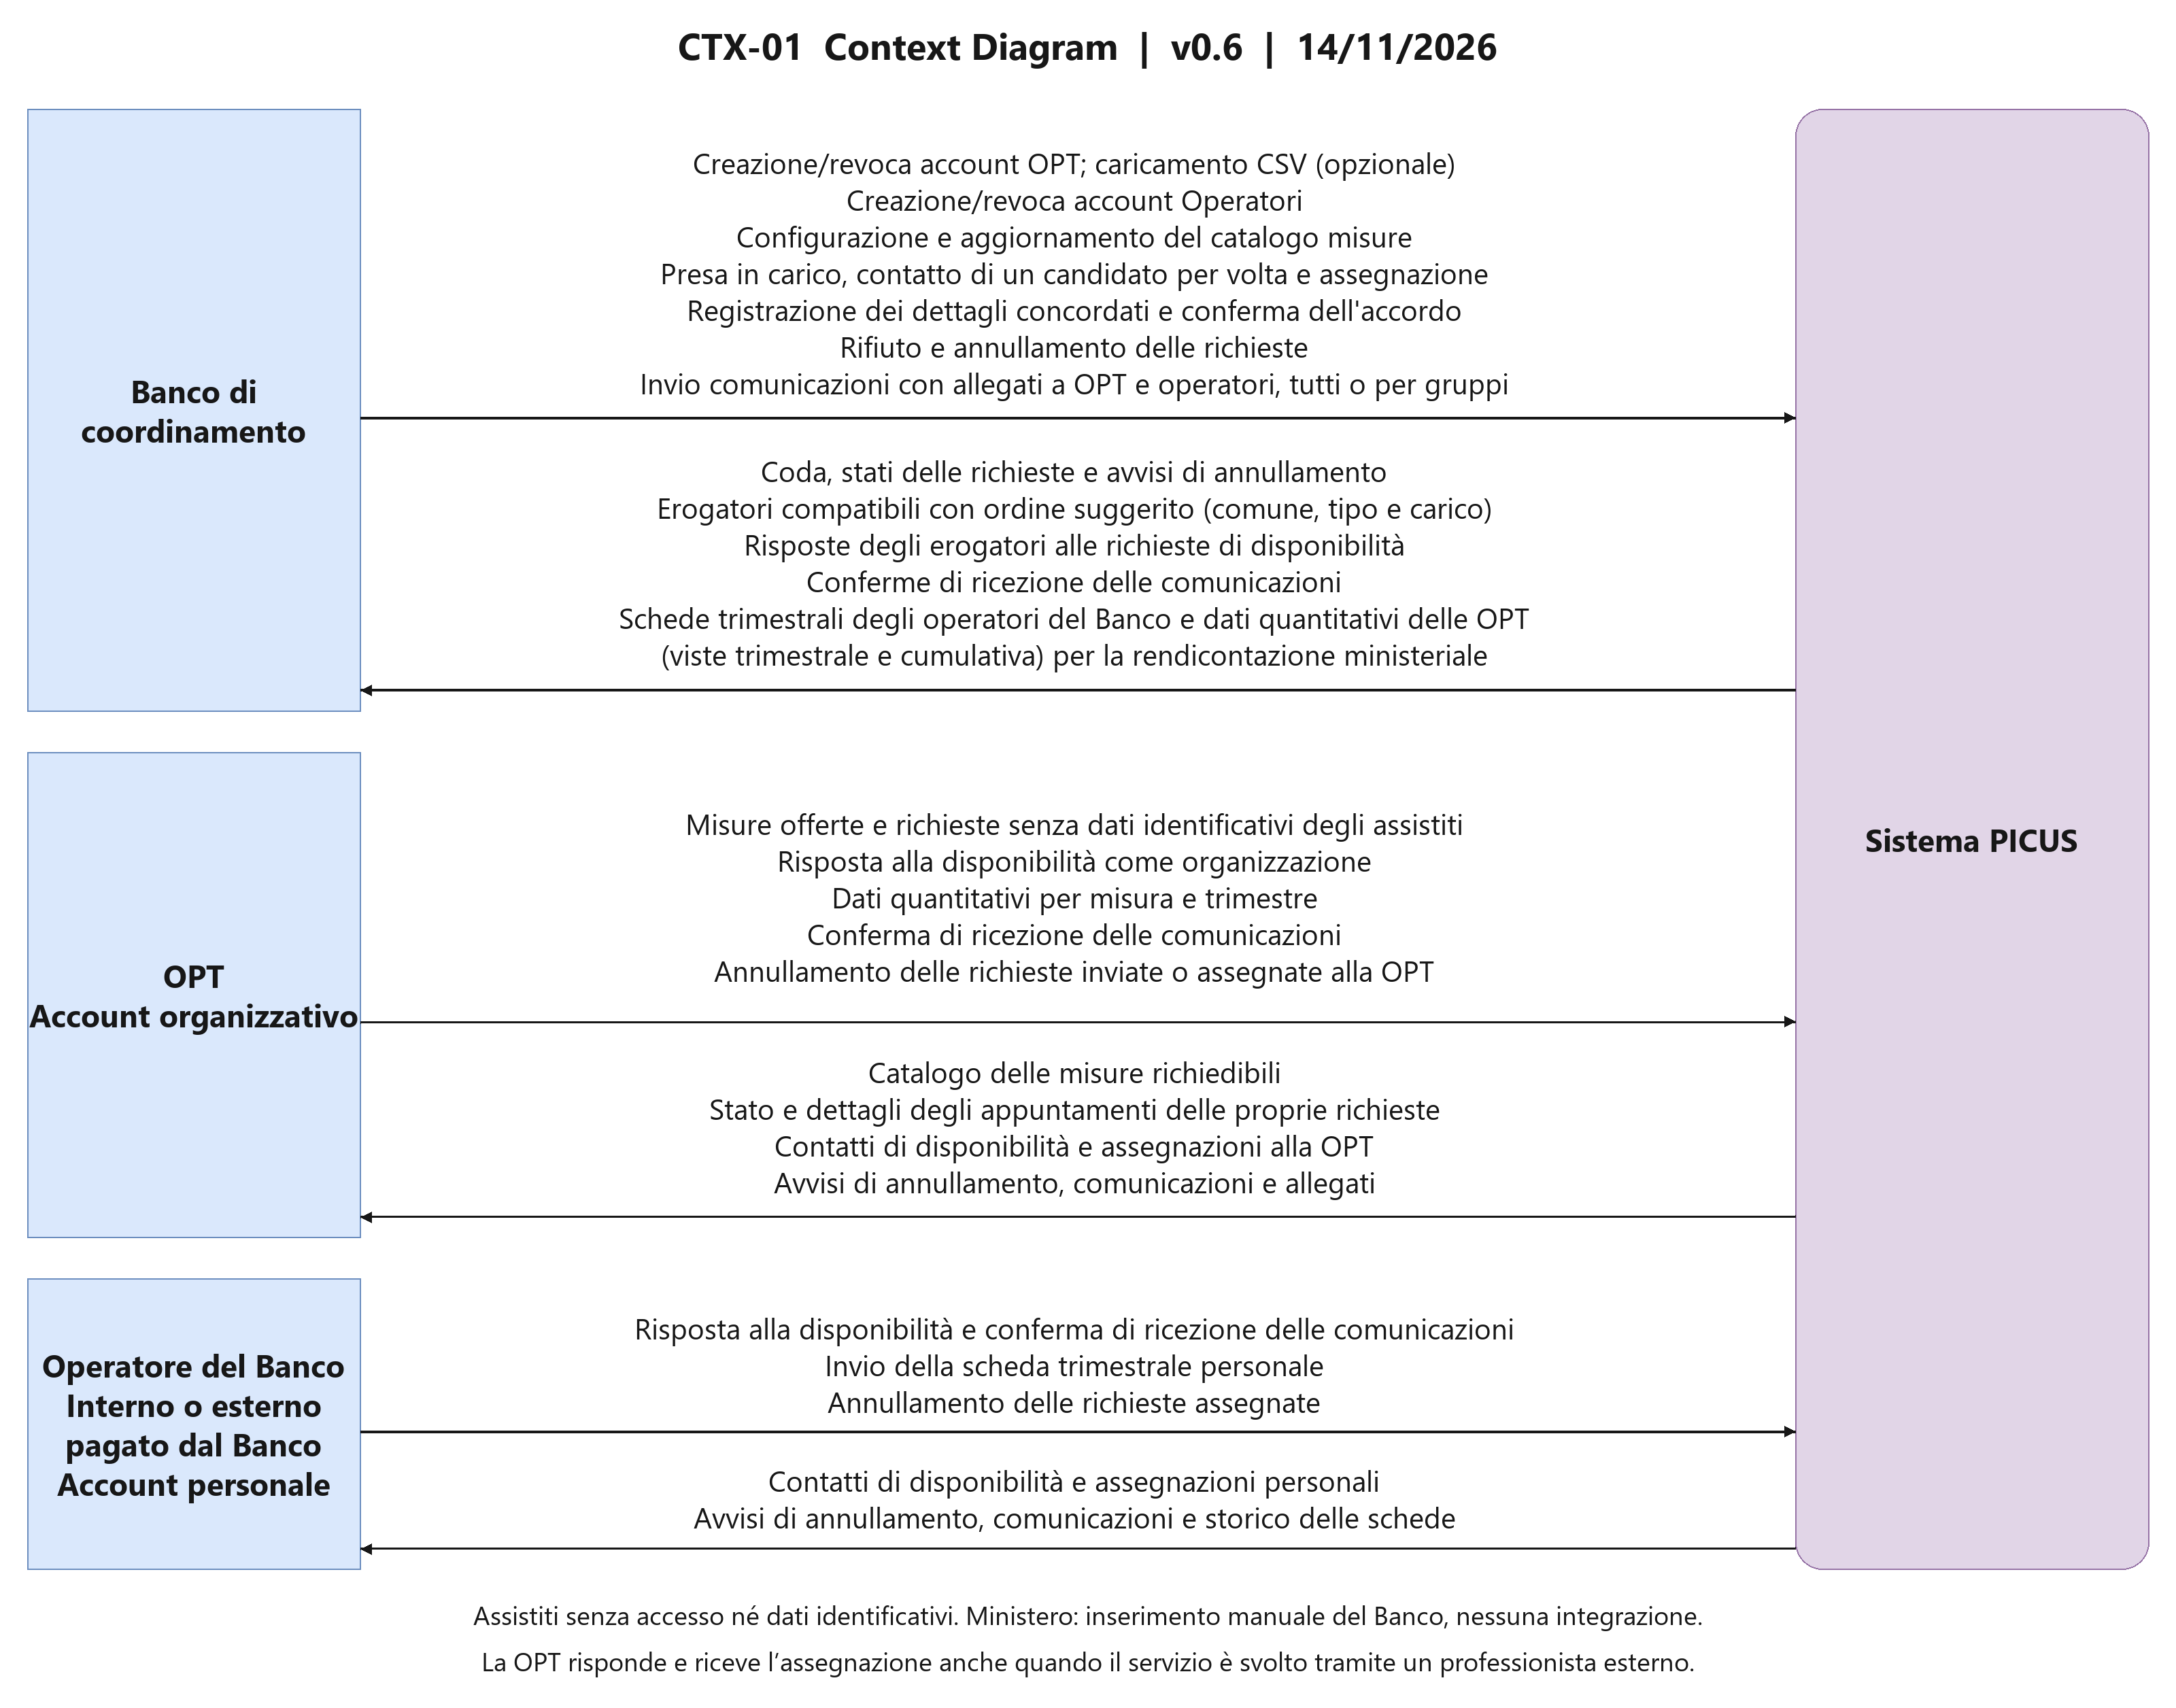 CTX-01 Context Diagram | v0.6 | 14/11/2026
Banco di
coordinamento
Creazione/revoca account OPT; caricamento CSV (opzionale)
Creazione/revoca account Operatori
Configurazione e aggiornamento del catalogo misure
Presa in carico, contatto di un candidato per volta e assegnazione
Registrazione dei dettagli concordati e conferma dell'accordo
Rifiuto e annullamento delle richieste
Invio comunicazioni con allegati a OPT e operatori, tutti o per gruppi
Coda, stati delle richieste e avvisi di annullamento
Erogatori compatibili con ordine suggerito (comune, tipo e carico)
Risposte degli erogatori alle richieste di disponibilità
Conferme di ricezione delle comunicazioni
Schede trimestrali degli operatori del Banco e dati quantitativi delle OPT
(viste trimestrale e cumulativa) per la rendicontazione ministeriale
Sistema PICUS
OPT
Account organizzativo
Misure offerte e richieste senza dati identificativi degli assistiti
Risposta alla disponibilità come organizzazione
Dati quantitativi per misura e trimestre
Conferma di ricezione delle comunicazioni
Annullamento delle richieste inviate o assegnate alla OPT
Catalogo delle misure richiedibili
Stato e dettagli degli appuntamenti delle proprie richieste
Contatti di disponibilità e assegnazioni alla OPT
Avvisi di annullamento, comunicazioni e allegati
Operatore del Banco
Interno o esterno
pagato dal Banco
Account personale
Risposta alla disponibilità e conferma di ricezione delle comunicazioni
Invio della scheda trimestrale personale
Annullamento delle richieste assegnate
Contatti di disponibilità e assegnazioni personali
Avvisi di annullamento, comunicazioni e storico delle schede
Assistiti senza accesso né dati identificativi. Ministero: inserimento manuale del Banco, nessuna integrazione.
La OPT risponde e riceve l’assegnazione anche quando il servizio è svolto tramite un professionista esterno.